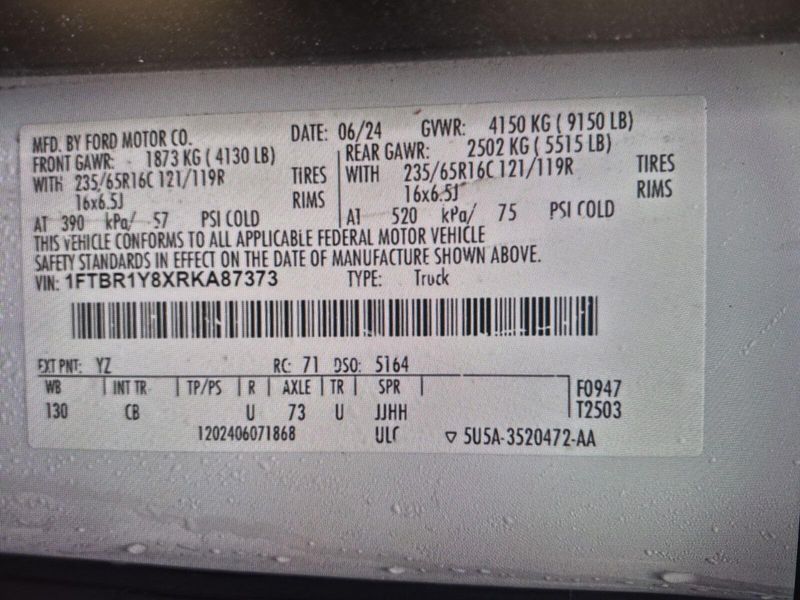 MFD. BY FORD MOTOR CO. DATE: 06/24 GVWR: 4150 KG ( 9150 LB)
FRONT GAWR: 1873 KG ( 4130 LB) REAR GAWR: 2502 KG ( 5515 LB)
WITH 235/65R16C 121/119R TIRES WITH 235/65R16C 121/119R TIRES
16x6.5J RIMS 16x6.5J RIMS
AT 390 kPa/ 57 PSI COLD AT 520 kPa/ 75 PSI COLD
THIS VEHICLE CONFORMS TO ALL APPLICABLE FEDERAL MOTOR VEHICLE
SAFETY STANDARDS IN EFFECT ON THE DATE OF MANUFACTURE SHOWN ABOVE.
VIN: 1FTBR1Y8XRKA87373 TYPE: Truck
EXT PNT: YZ RC: 71 DSO: 5164
WB INT TR TP/PS R AXLE TR SPR F0947
130 CB U 73 U JJHH T2503
1202406071868 ULC ▽ 5U5A-3520472-AA